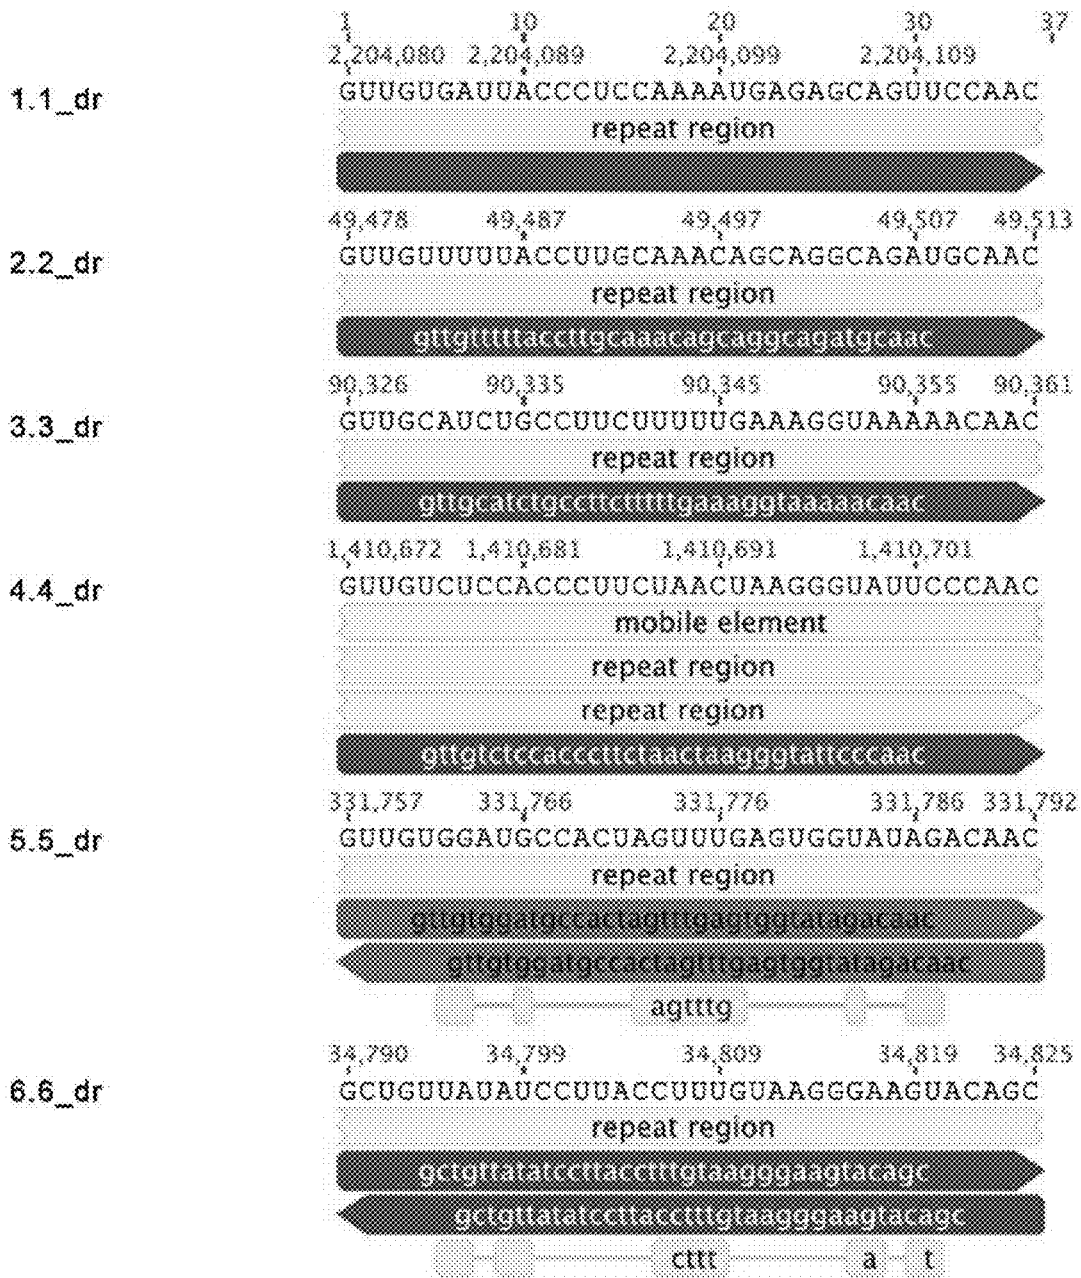 1 10 20 30 37
2,204,080 2,204,089 2,204,099 2,204,109
1.1_dr GUUGUGAUUACCCUCCAAAAUGAGAGCAGUUCCAAC
repeat region
49,478 49,487 49,497 49,507 49,513
2.2_dr GUUGUUUUUACCUUGCAAACAGCAGGCAGAUGCAAC
repeat region
gttgtttttaccttgcaaacagcaggcagatgcaac
90,326 90,335 90,345 90,355 90,361
3.3_dr GUUGCAUCUGCCUUCUUUUUGAAAGGUAAAAACAAC
repeat region
gttgcatctgccttctttttgaaaggtaaaaacaac
1,410,672 1,410,681 1,410,691 1,410,701
4.4_dr GUUGUCUCCACCCUUCUAACUAAGGGUAUUCCCAAC
mobile element
repeat region
repeat region
gttgtctccacccttctaactaagggtattcccaac
331,757 331,766 331,776 331,786 331,792
5.5_dr GUUGUGGAUGCCACUAGUUUGAGUGGUAUAGACAAC
repeat region
gttgtggatgccactagtttgagtggtatagacaac
gttgtggatgccactagtttgagtggtatagacaac
agtttg
34,790 34,799 34,809 34,819 34,825
6.6_dr GCUGUUAUAUCCUUACCUUUGUAAGGGAAGUACAGC
repeat region
gctgttatatccttacctttgtaagggaagtacagc
gctgttatatccttacctttgtaagggaagtacagc
cttt a t